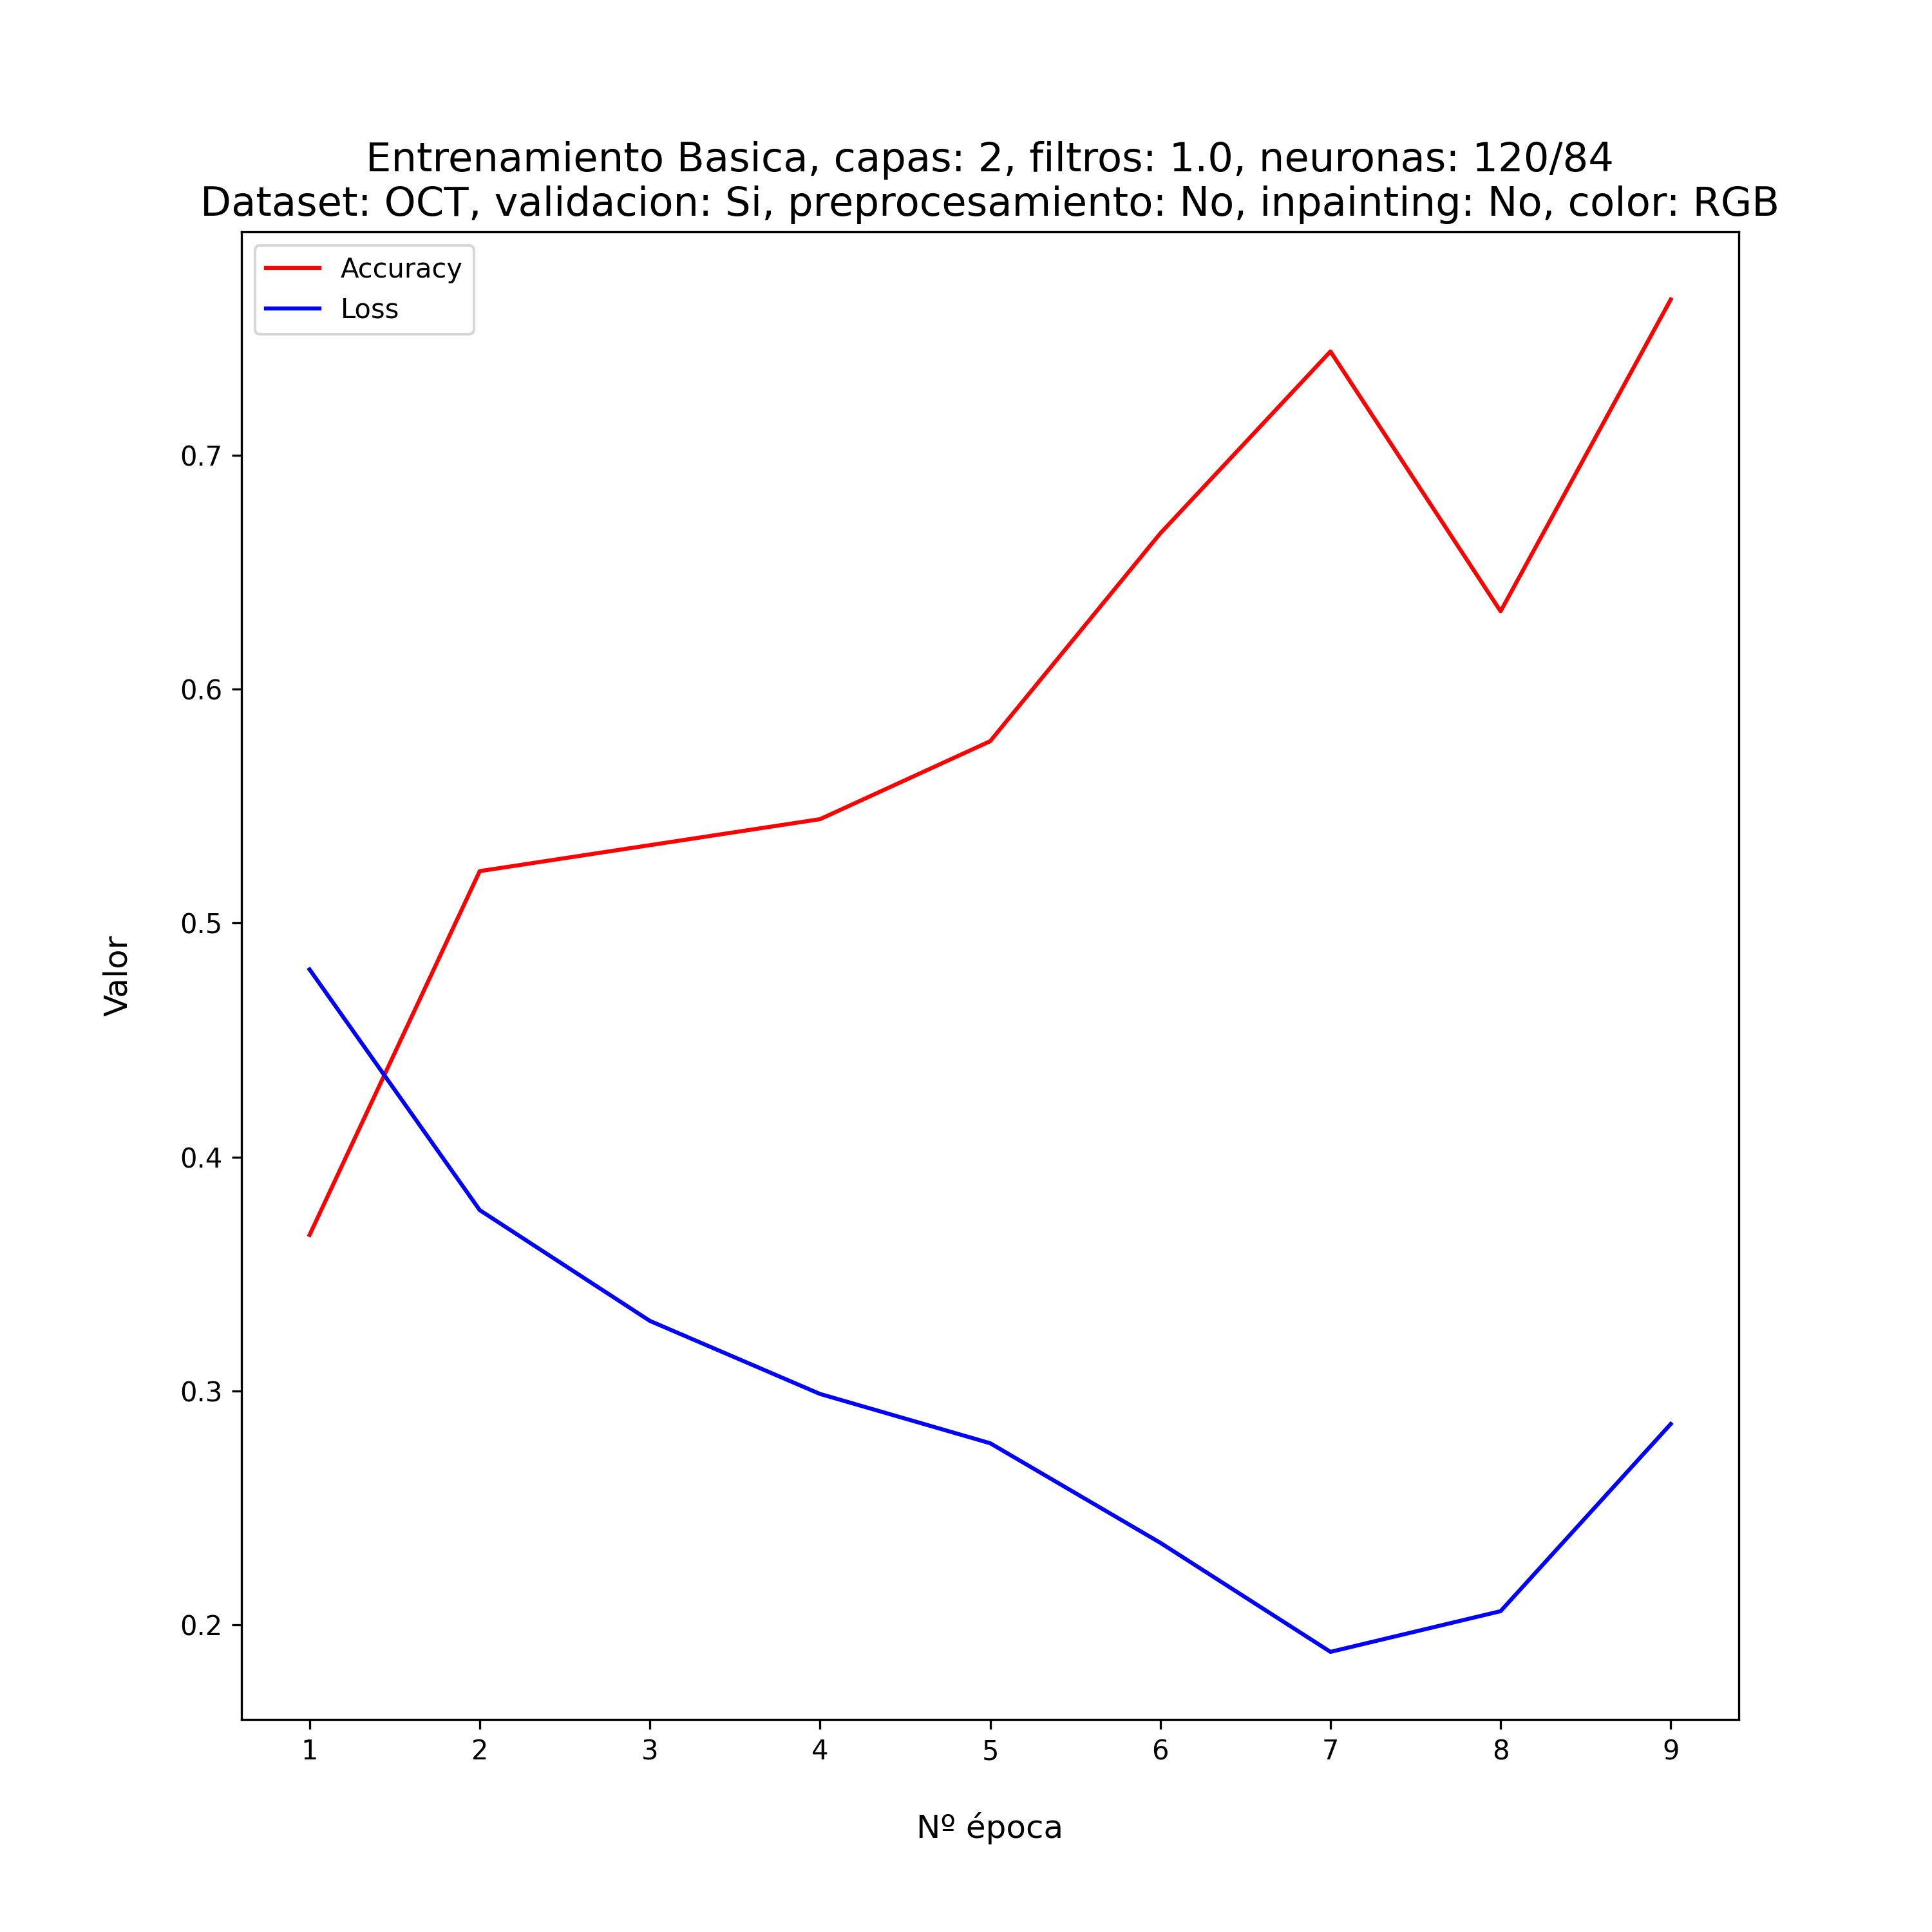 Entrenamiento Basica, capas: 2, filtros: 1.0, neuronas: 120/84
Dataset: OCT, validacion: Si, preprocesamiento: No, inpainting: No, color: RGB
Accuracy
Loss
0.7
0.6
0.5
0.4
0.3
0.2
Valor
1 2 3 4 5 6 7 8 9
Nº época